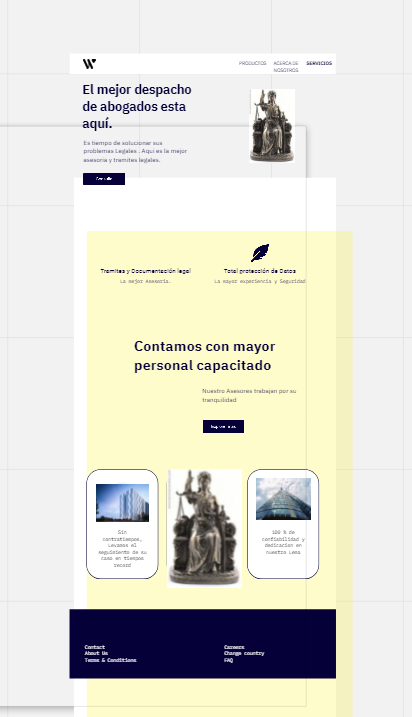 PRODUCTOS ACERCA DE NOSOTROS SERVICIOS
El mejor despacho
de abogados esta
aquí.
Es tiempo de solucionar sus
problemas Legales . Aqui es la mejor
asesoria y tramites legales.
Tramites y Documentación legal
La mejor Asesoria.
Total protección de Datos
La mayor experiencia y Seguridad
Contamos con mayor
personal capacitado
Nuestro Asesores trabajan por su
tranquilidad
Sin
contratiempos,
Levamos el
seguimiento de su
caso en tiempos
record
100 % de
confiabilidad y
dedicacion en
nuestro Lema
Contact
About Us
Terms & Conditions
Careers
Change country
FAQ